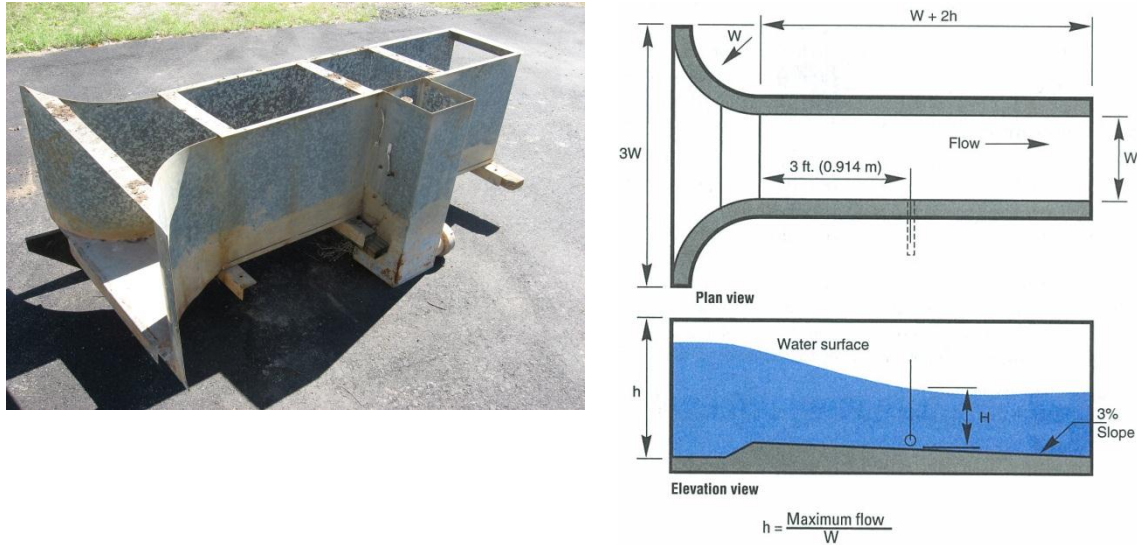 W + 2h
W
3W
Flow
W
3 ft. (0.914 m)
Plan view
Water surface
h
H
3%
Slope
Elevation view
h = Maximum flow
W